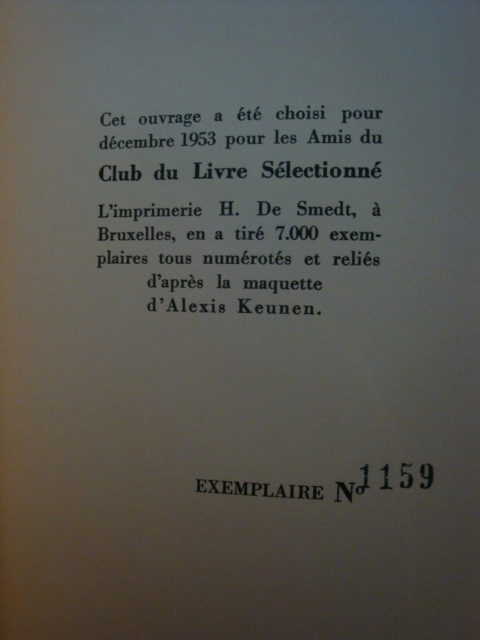 Cet ouvrage a été choisi pour
décembre 1953 pour les Amis du
Club du Livre Sélectionné
L'imprimerie H. De Smedt, à
Bruxelles, en a tiré 7.000 exem-
plaires tous numérotés et reliés
d'après la maquette
d'Alexis Keunen.
EXEMPLAIRE No 1159